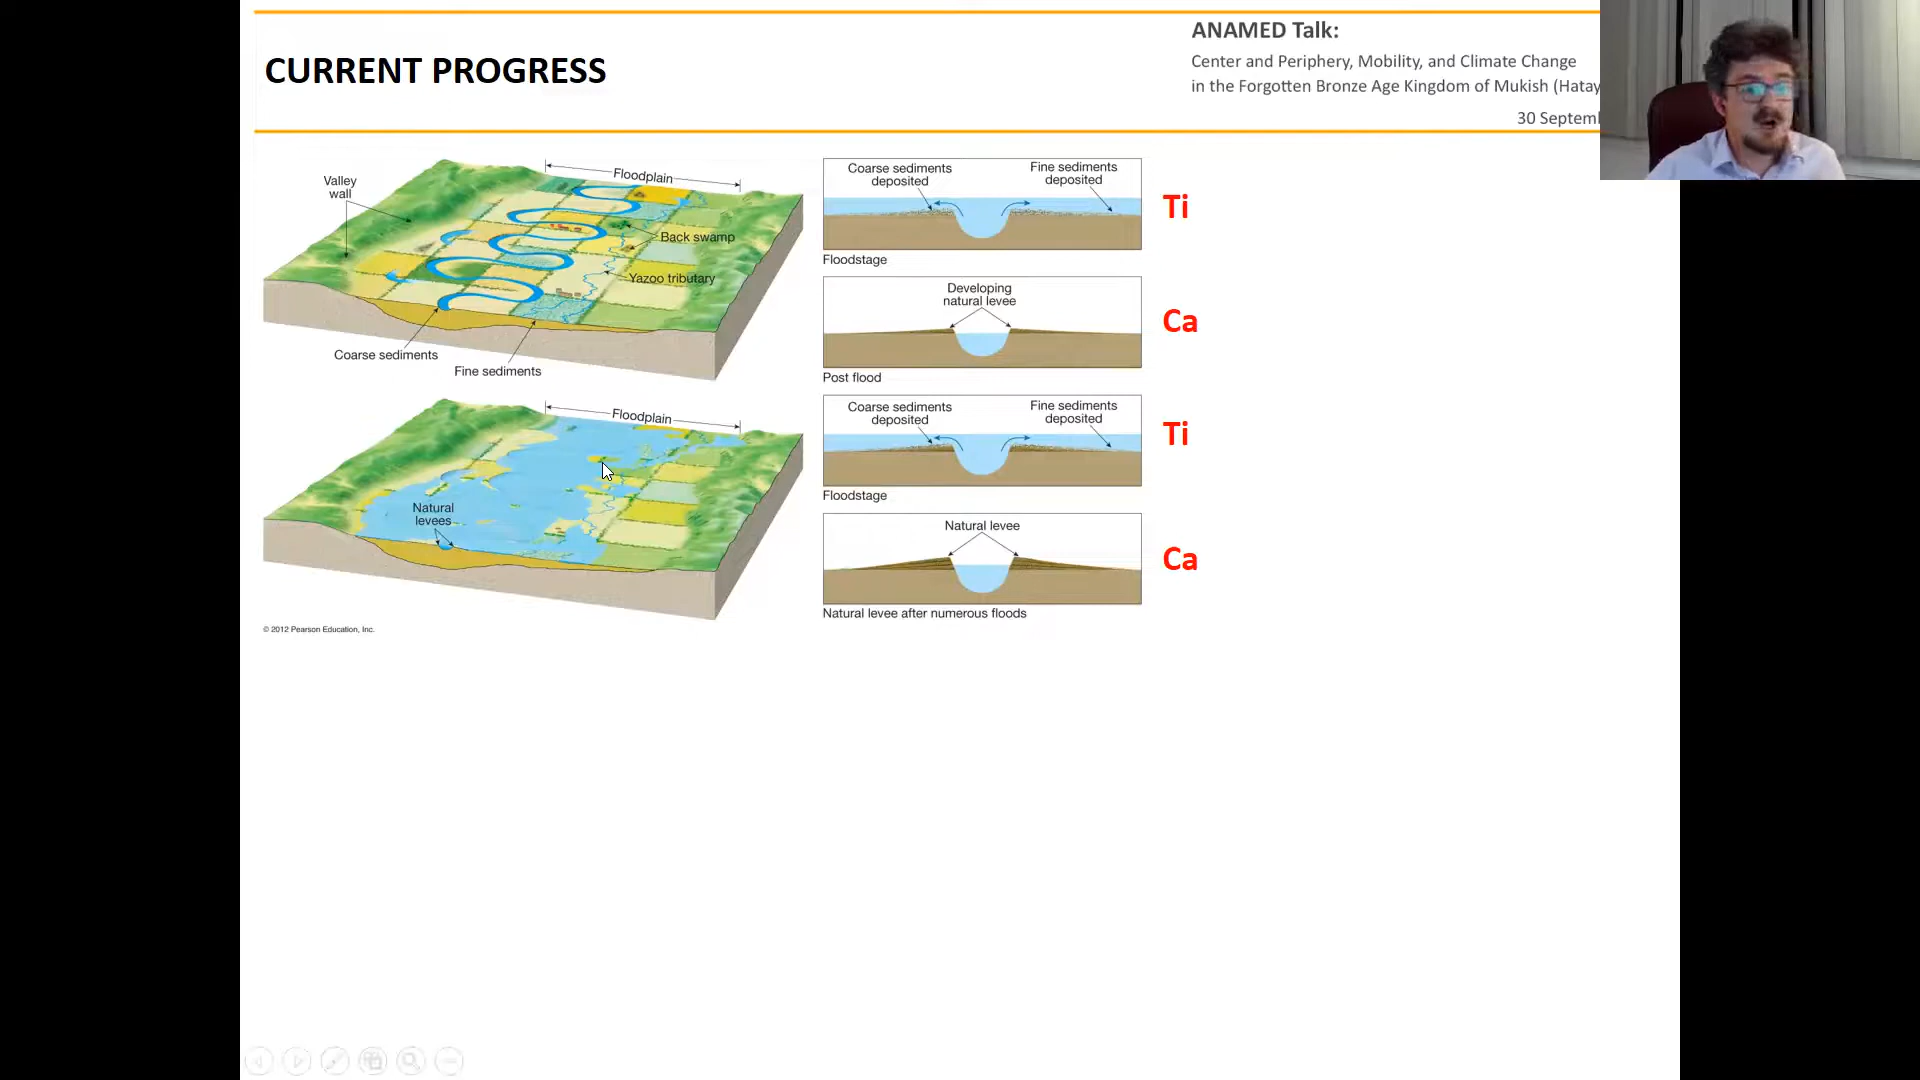 ANAMED Talk:
CURRENT PROGRESS
Center and Periphery, Mobility, and Climate Change
in the Forgotten Bronze Age Kingdom of Mukish (Hatay
30
Floodplain
Valley
wall
Back swamp
Yazoo tributary
Coarse sediments
Fine sediments
Floodplain
Natural
levees
© 2012 Pearson Education, Inc.
Coarse sediments
deposited
Fine sediments
deposited
Floodstage
Ti
Developing
natural levee
Post flood
Ca
Coarse sediments
deposited
Fine sediments
deposited
Floodstage
Ti
Natural levee
Natural levee after numerous floods
Ca